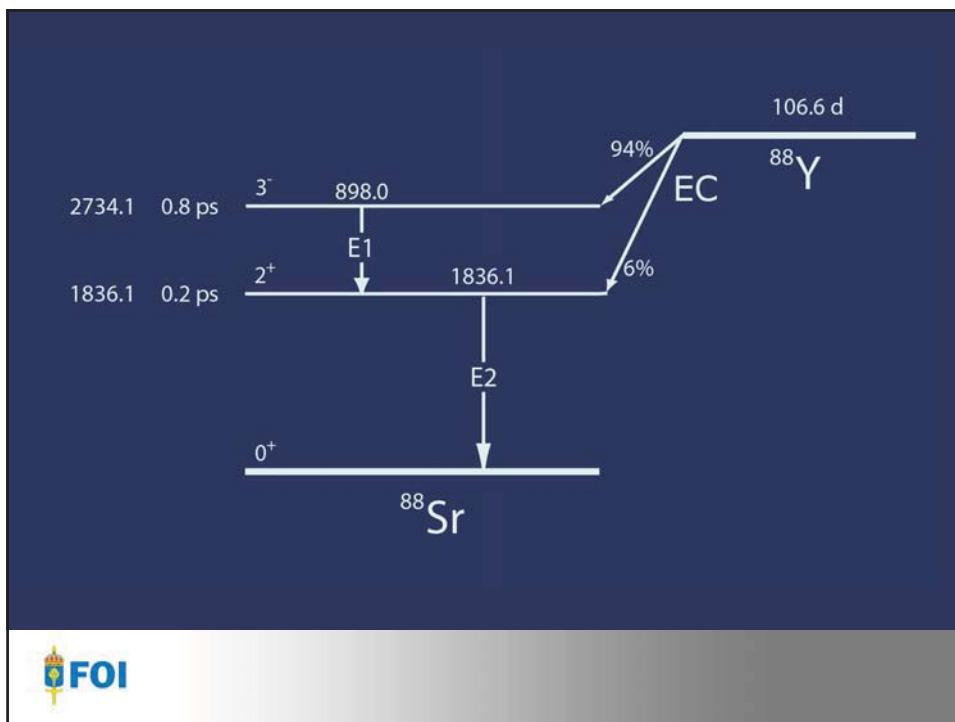 106.6 d
94%
⁸⁸Y
EC
3⁻
898.0
2734.1 0.8 ps
E1
6%
2⁺
1836.1
1836.1 0.2 ps
E2
0⁺
⁸⁸Sr
FOI